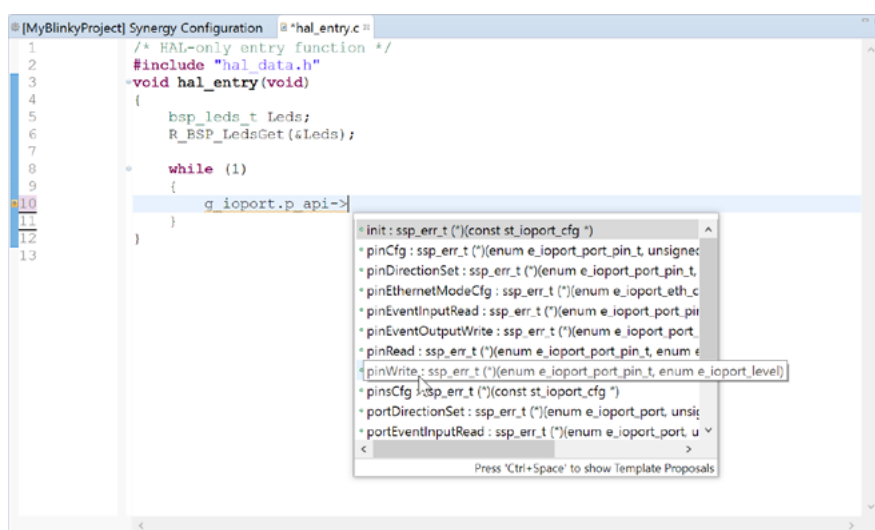 [MyBlinkyProject] Synergy Configuration *hal_entry.c
1 /* HAL-only entry function */
2 #include "hal_data.h"
3 void hal_entry(void)
4 {
5 bsp_leds_t Leds;
6 R_BSP_LedsGet(&Leds);
7
8 while (1)
9 {
10 g_ioport.p_api->
11 }
12 }
13
init : ssp_err_t (*)(const st_ioport_cfg *)
pinCfg : ssp_err_t (*)(enum e_ioport_port_pin_t, unsigned
pinDirectionSet : ssp_err_t (*)(enum e_ioport_port_pin_t,
pinEthernetModeCfg : ssp_err_t (*)(enum e_ioport_eth_c
pinEventInputRead : ssp_err_t (*)(enum e_ioport_port_pin
pinEventOutputWrite : ssp_err_t (*)(enum e_ioport_port_
pinRead : ssp_err_t (*)(enum e_ioport_port_pin_t, enum e
pinWrite : ssp_err_t (*)(enum e_ioport_port_pin_t, enum e_ioport_level)
pinsCfg : ssp_err_t (*)(const st_ioport_cfg *)
portDirectionSet : ssp_err_t (*)(enum e_ioport_port, unsig
portEventInputRead : ssp_err_t (*)(enum e_ioport_port, u
Press 'Ctrl+Space' to show Template Proposals